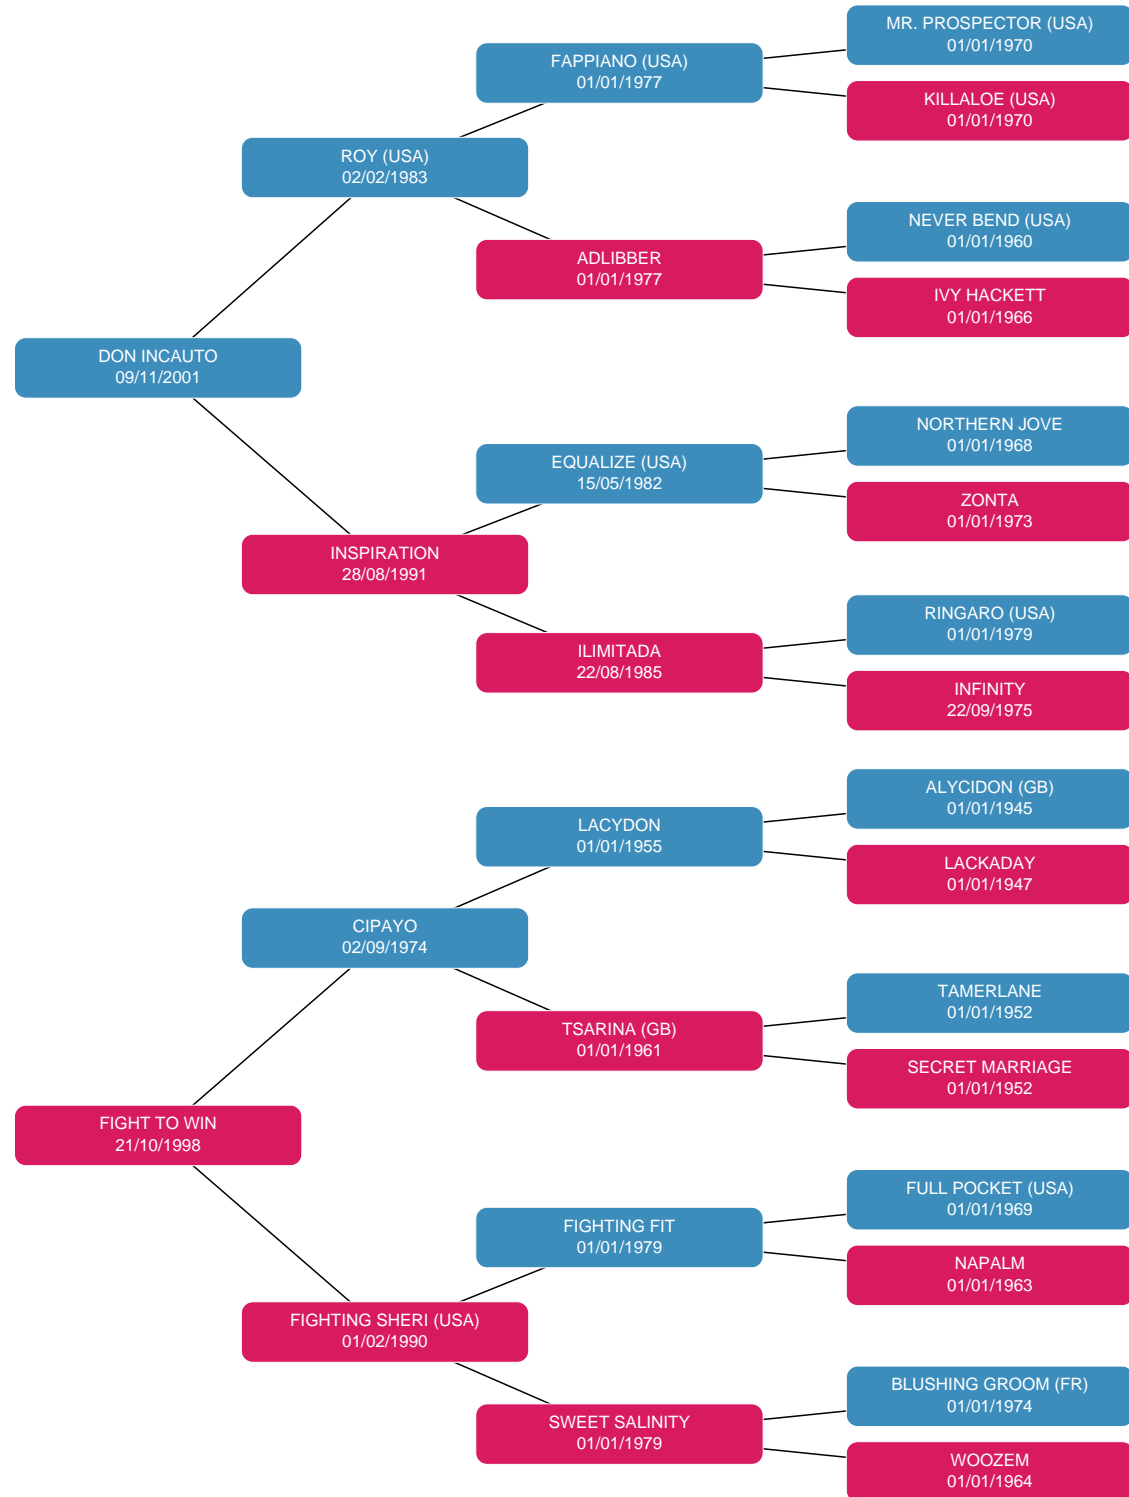 MR. PROSPECTOR (USA)
01/01/1970
FAPPIANO (USA)
01/01/1977
KILLALOE (USA)
01/01/1970
ROY (USA)
02/02/1983
NEVER BEND (USA)
01/01/1960
ADLIBBER
01/01/1977
IVY HACKETT
01/01/1966
DON INCAUTO
09/11/2001
NORTHERN JOVE
01/01/1968
EQUALIZE (USA)
15/05/1982
ZONTA
01/01/1973
INSPIRATION
28/08/1991
RINGARO (USA)
01/01/1979
ILIMITADA
22/08/1985
INFINITY
22/09/1975
ALYCIDON (GB)
01/01/1945
LACYDON
01/01/1955
LACKADAY
01/01/1947
CIPAYO
02/09/1974
TAMERLANE
01/01/1952
TSARINA (GB)
01/01/1961
SECRET MARRIAGE
01/01/1952
FIGHT TO WIN
21/10/1998
FULL POCKET (USA)
01/01/1969
FIGHTING FIT
01/01/1979
NAPALM
01/01/1963
FIGHTING SHERI (USA)
01/02/1990
BLUSHING GROOM (FR)
01/01/1974
SWEET SALINITY
01/01/1979
WOOZEM
01/01/1964